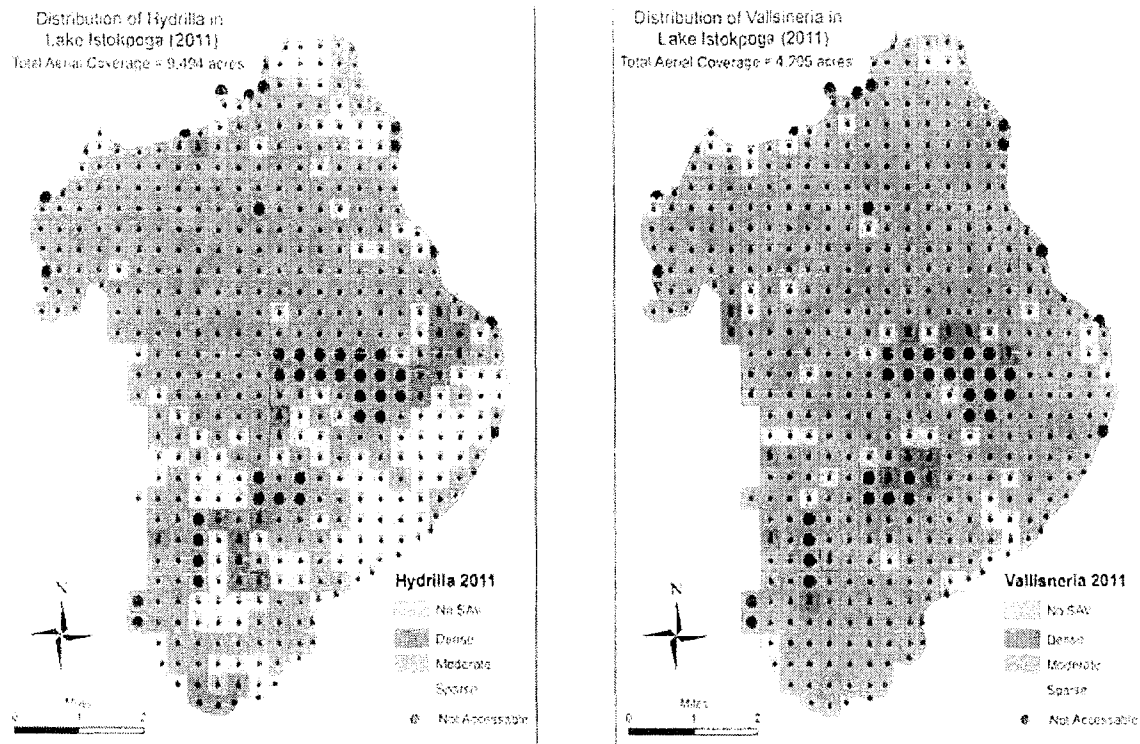 Distribution of Hydrilla in
Lake Istokpoga (2011)
Total Aerial Coverage = 9,494 acres
N
Hydrilla 2011
No SAV
Dense
Moderate
Sparse
Not Accessable
Miles
0 1 2
Distribution of Vallsineria in
Lake Istokpoga (2011)
Total Aerial Coverage = 4,205 acres
N
Vallisneria 2011
No SAV
Dense
Moderate
Sparse
Not Accessable
Miles
0 1 2